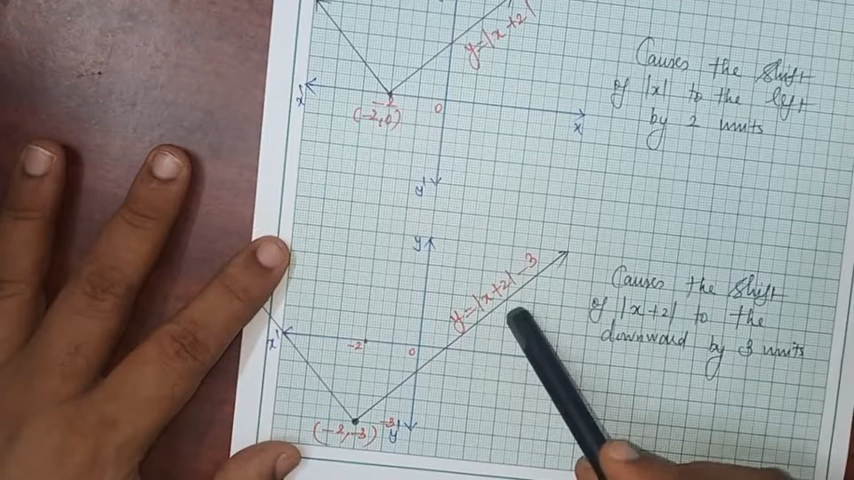 y=|x+2|
Causes the shift
of |x| to the left
by 2 units
x'
-2
(-2,0)
0
x
y'
y
y=|x+2|-3
Causes the shift
of |x+2| to the
downward by 3 units
x'
-2
0
(-2,-3)
-3
y'